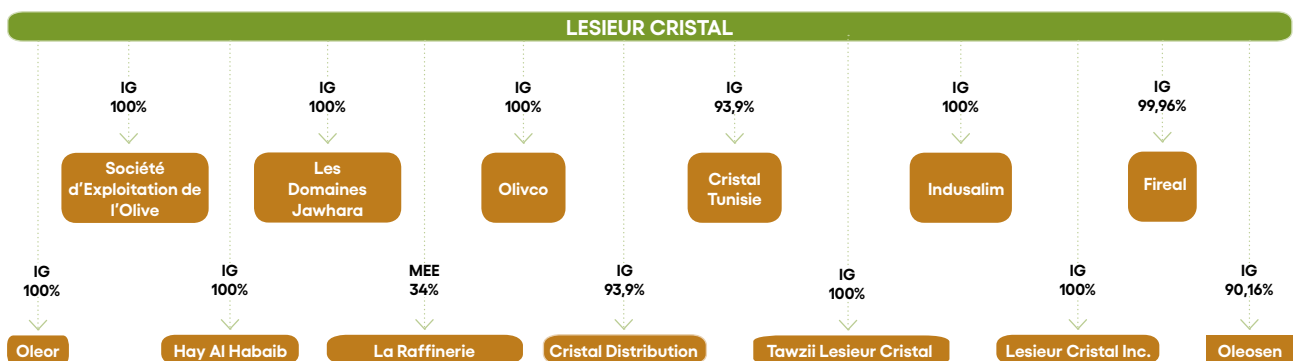 LESIEUR CRISTAL
IG
100%
Société
d'Exploitation de
l'Olive
IG
100%
Les
Domaines
Jawhara
IG
100%
Olivco
IG
93,9%
Cristal
Tunisie
IG
100%
Indusalim
IG
99,96%
Fireal
IG
100%
Oleor
IG
100%
Hay Al Habaib
MEE
34%
La Raffinerie
IG
93,9%
Cristal Distribution
IG
100%
Tawzii Lesieur Cristal
IG
100%
Lesieur Cristal Inc.
IG
90,16%
Oleosen